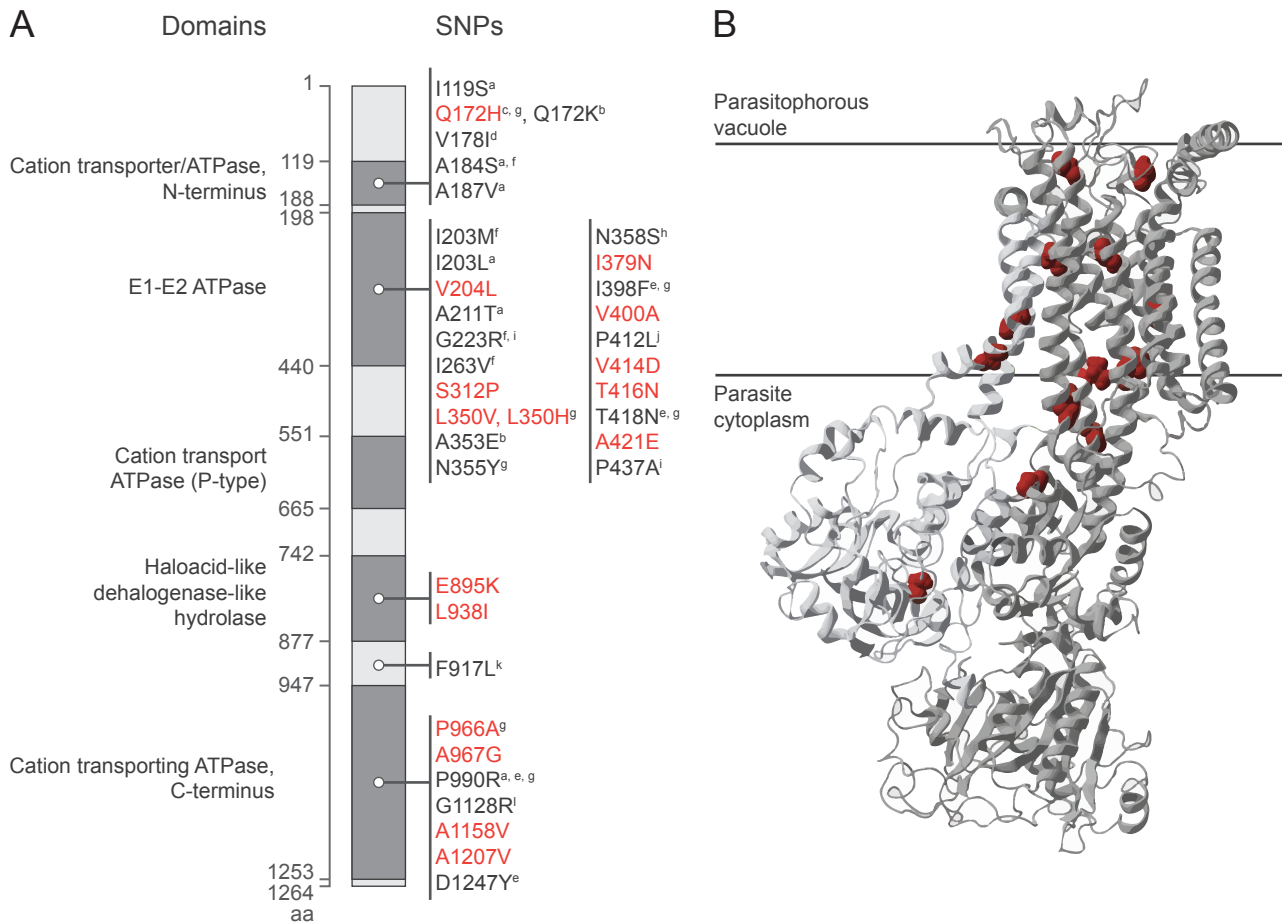 A
Domains
SNPs
1
119
188
198
440
551
665
742
877
947
1253
1264
aa
Cation transporter/ATPase,
N-terminus
E1-E2 ATPase
Cation transport
ATPase (P-type)
Haloacid-like
dehalogenase-like
hydrolase
Cation transporting ATPase,
C-terminus
I119Sᵃ
Q172Hᶜ, ᵍ, Q172Kᵇ
V178Iᵈ
A184Sᵃ, ᶠ
A187Vᵃ
I203Mᶠ
I203Lᵃ
V204L
A211Tᵃ
G223Rᶠ, ⁱ
I263Vᶠ
S312P
L350V, L350Hᵍ
A353Eᵇ
N355Yᵍ
N358Sʰ
I379N
I398Fᵉ, ᵍ
V400A
P412Lʲ
V414D
T416N
T418Nᵉ, ᵍ
A421E
P437Aⁱ
E895K
L938I
F917Lᵏ
P966Aᵍ
A967G
P990Rᵃ, ᵉ, ᵍ
G1128Rˡ
A1158V
A1207V
D1247Yᵉ
B
Parasitophorous
vacuole
Parasite
cytoplasm